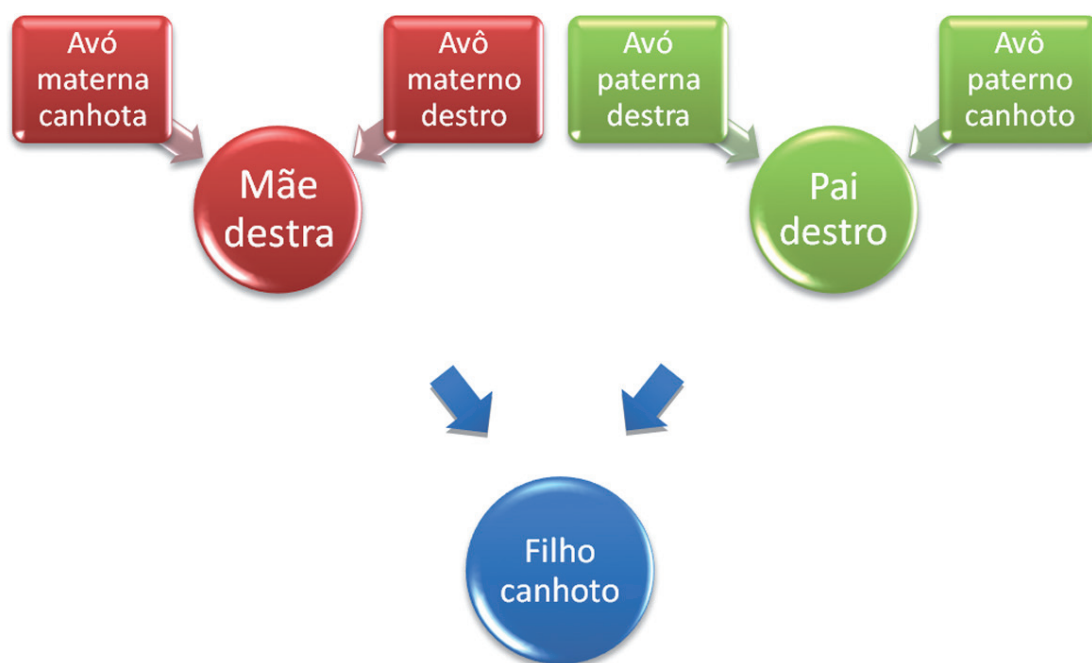 Avó
materna
canhota
Avô
materno
destro
Avó
paterna
destra
Avô
paterno
canhoto
Mãe
destra
Pai
destro
Filho
canhoto